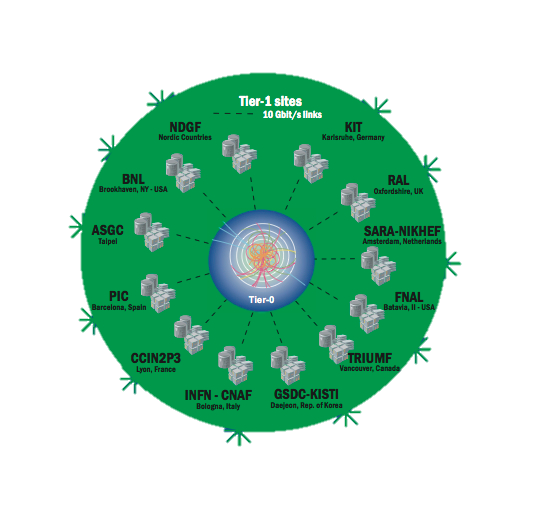 Tier-1 sites
10 Gbit/s links
NDGF
Nordic Countries
KIT
Karlsruhe, Germany
BNL
Brookhaven, NY - USA
RAL
Oxfordshire, UK
ASGC
Taipei
SARA-NIKHEF
Amsterdam, Netherlands
PIC
Barcelona, Spain
Tier-0
FNAL
Batavia, Il - USA
CCIN2P3
Lyon, France
TRIUMF
Vancouver, Canada
INFN - CNAF
Bologna, Italy
GSDC-KISTI
Daejeon, Rep. of Korea